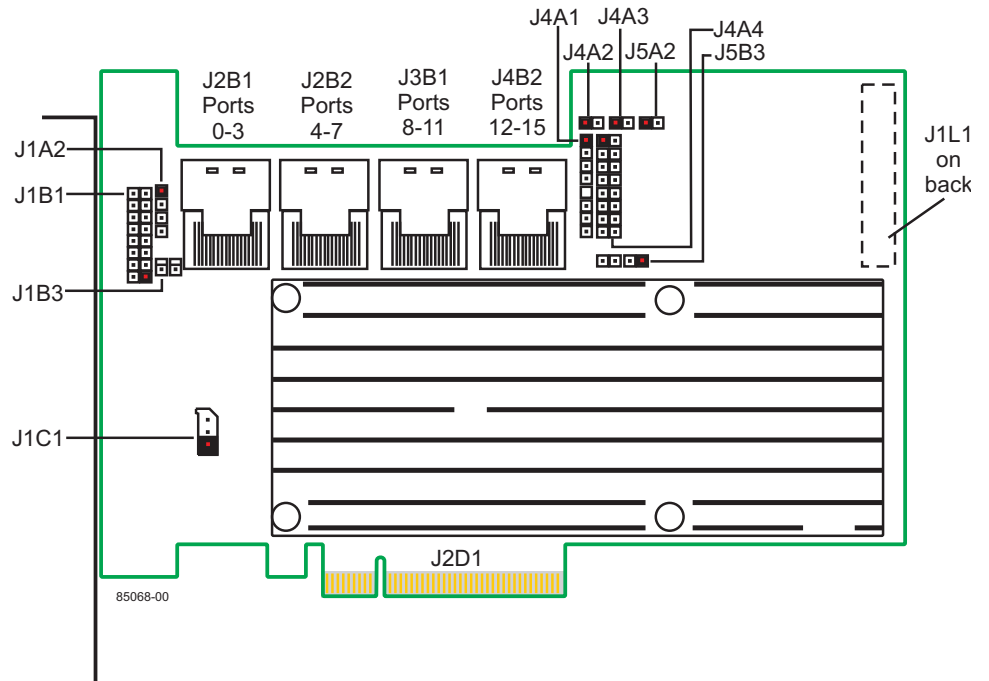 J4A1
J4A3
J4A4
J4A2
J5A2
J5B3
J2B1
Ports
0-3
J2B2
Ports
4-7
J3B1
Ports
8-11
J4B2
Ports
12-15
J1A2
J1B1
J1B3
J1L1
on
back
J1C1
J2D1
85068-00